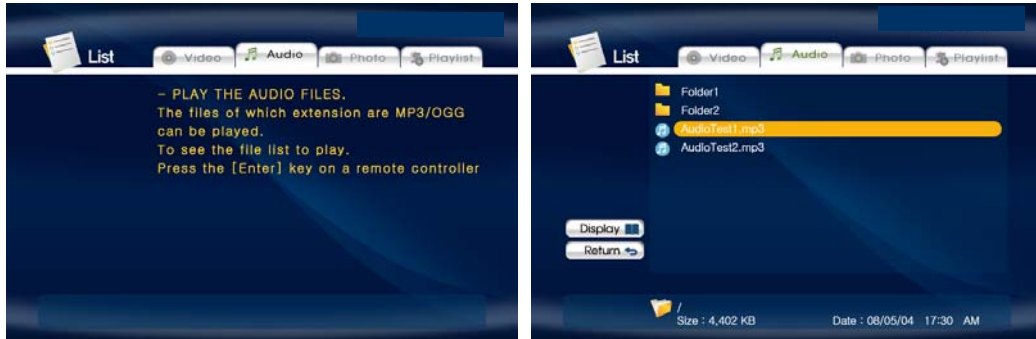 List Video Audio Photo Playlist
- PLAY THE AUDIO FILES.
The files of which extension are MP3/OGG
can be played.
To see the file list to play.
Press the [Enter] key on a remote controller
List Video Audio Photo Playlist
Folder1
Folder2
AudioTest1.mp3
AudioTest2.mp3
Display
Return
/
Size : 4,402 KB Date : 08/05/04 17:30 AM